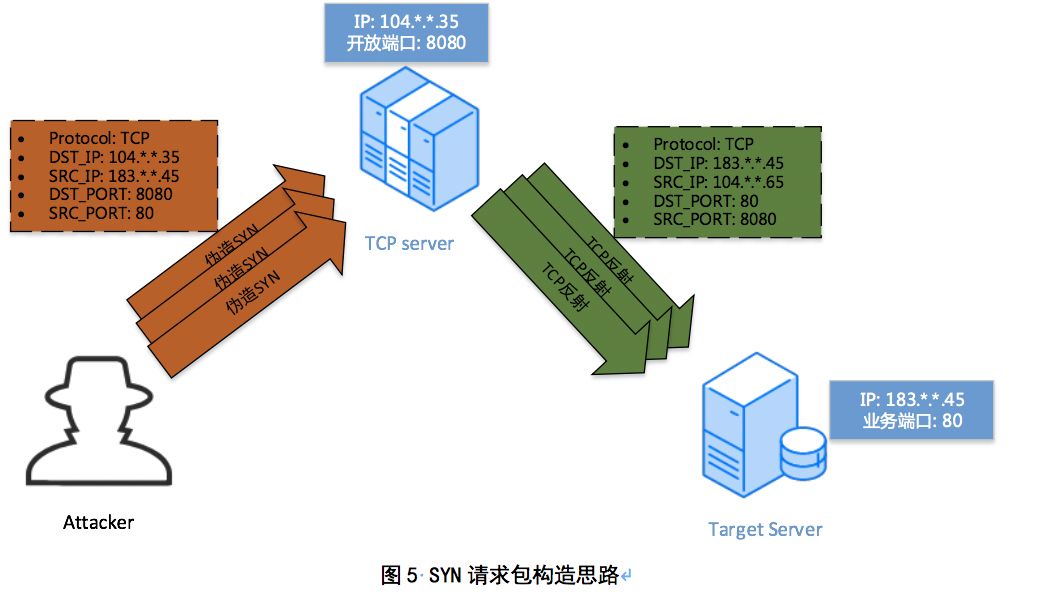 IP: 104.*.*.35
开放端口: 8080
• Protocol: TCP
• DST_IP: 104.*.*.35
• SRC_IP: 183.*.*.45
• DST_PORT: 8080
• SRC_PORT: 80
• Protocol: TCP
• DST_IP: 183.*.*.45
• SRC_IP: 104.*.*.65
• DST_PORT: 80
• SRC_PORT: 8080
TCP server
伪造SYN
伪造SYN
伪造SYN
TCP反射
TCP反射
TCP反射
IP: 183.*.*.45
业务端口: 80
Attacker
Target Server
图 5 SYN 请求包构造思路↵